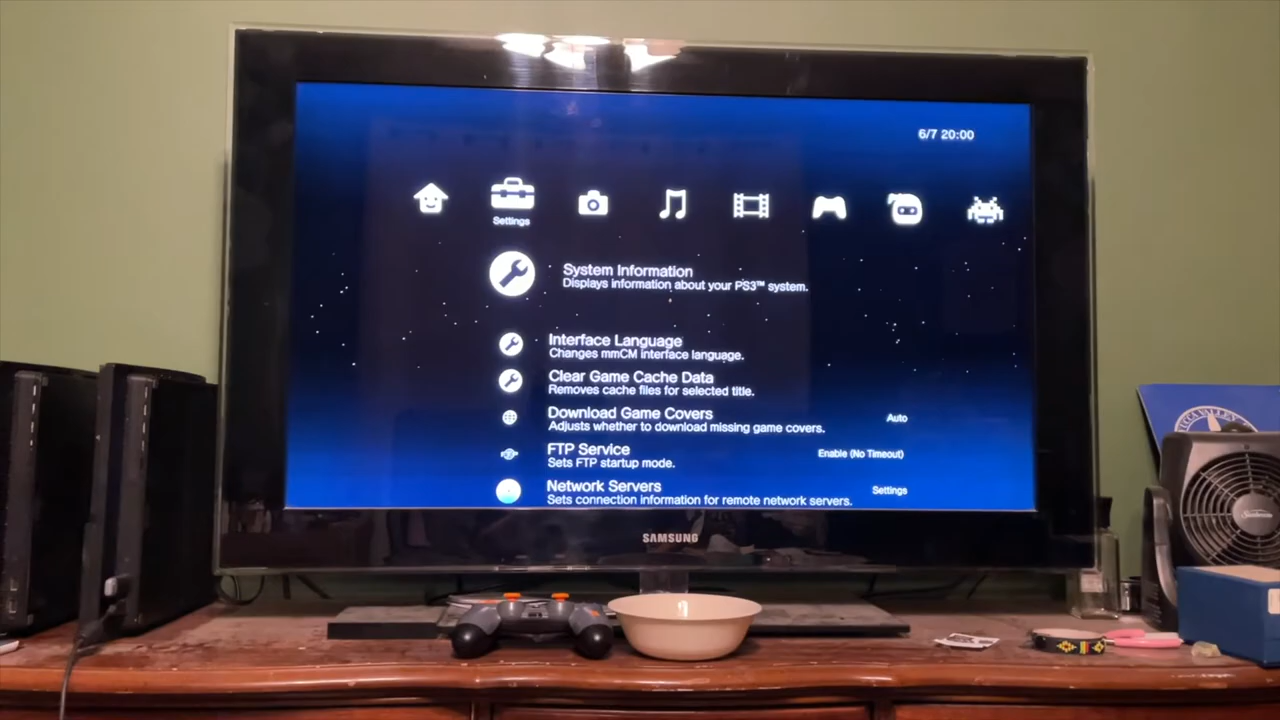 6/7 20:00
Settings
System Information
Displays information about your PS3™ system.
Interface Language
Changes mmCM interface language.
Clear Game Cache Data
Removes cache files for selected title.
Download Game Covers
Adjusts whether to download missing game covers.
Auto
FTP Service
Sets FTP startup mode.
Enable (No Timeout)
Network Servers
Sets connection information for remote network servers.
Settings
SAMSUNG